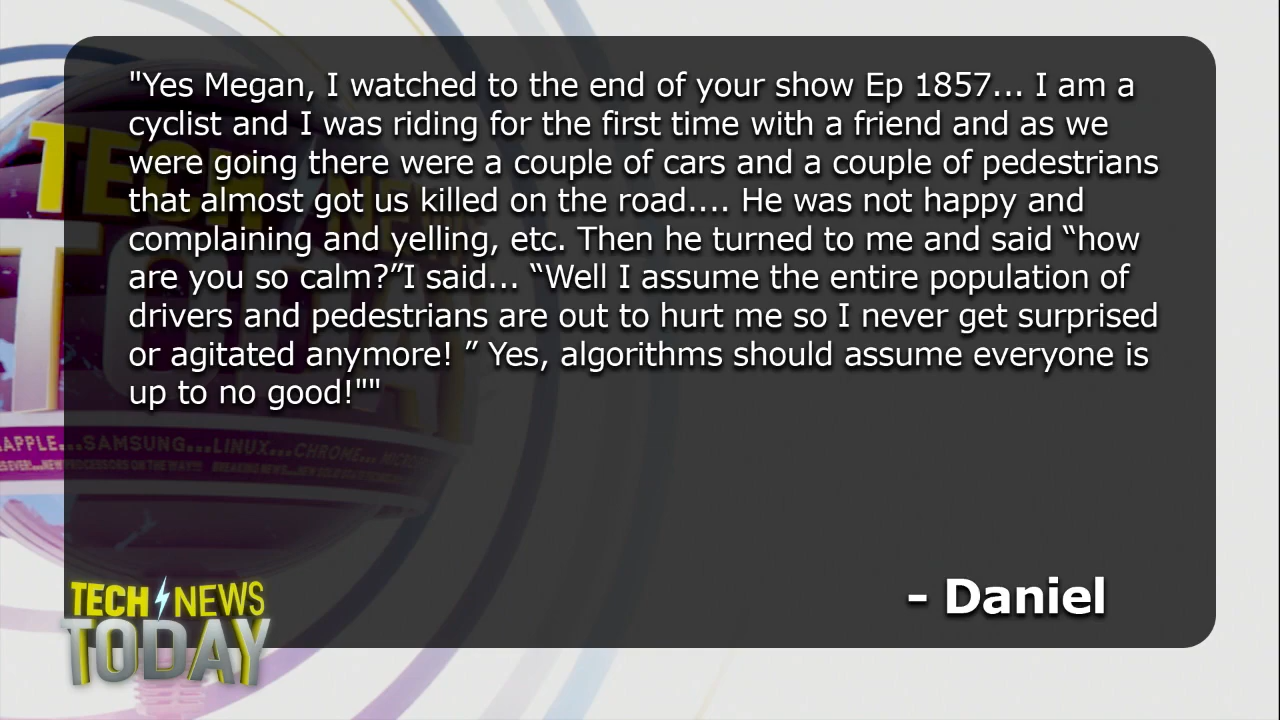 "Yes Megan, I watched to the end of your show Ep 1857... I am a
cyclist and I was riding for the first time with a friend and as we
were going there were a couple of cars and a couple of pedestrians
that almost got us killed on the road.... He was not happy and
complaining and yelling, etc. Then he turned to me and said “how
are you so calm?”I said... “Well I assume the entire population of
drivers and pedestrians are out to hurt me so I never get surprised
or agitated anymore! ” Yes, algorithms should assume everyone is
up to no good!""
APPLE...SAMSUNG...LINUX...CHROME...
- Daniel
TECH NEWS
TODAY